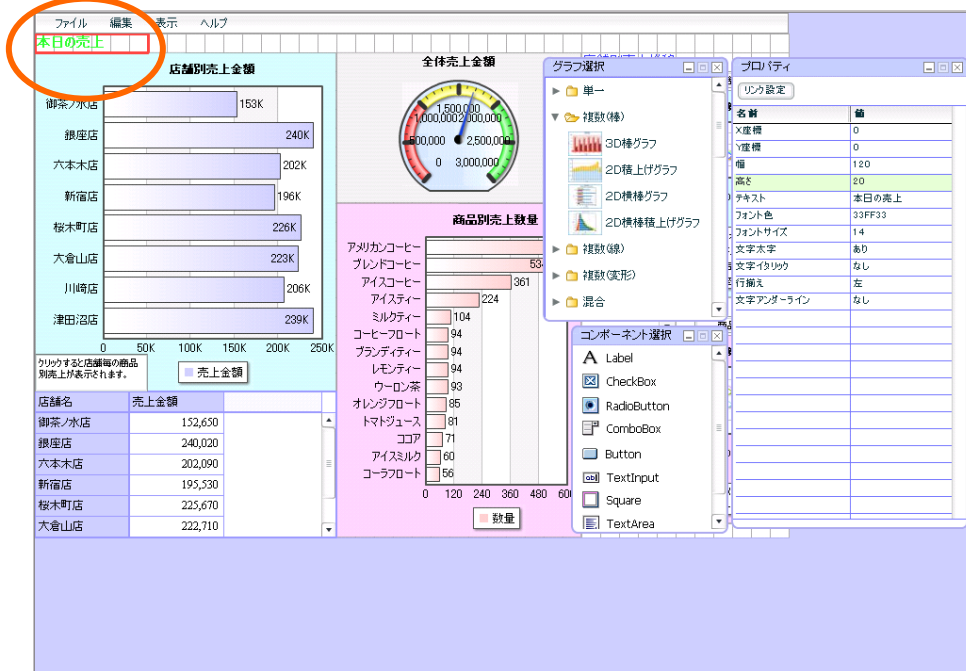 ファイル 編集 表示 ヘルプ
本日の売上
店舗別売上金額
御茶ノ水店 153K
銀座店 240K
六本木店 202K
新宿店 196K
桜木町店 226K
大倉山店 223K
川崎店 206K
津田沼店 239K
0 50K 100K 150K 200K 250K
クリックすると店舗毎の商品
別売上が表示されます。
売上金額
店舗名 売上金額
御茶ノ水店 152,650
銀座店 240,020
六本木店 202,090
新宿店 195,530
桜木町店 225,670
大倉山店 222,710
全体売上金額
1,500,000
1,000,000 2,000,000
500,000 2,500,000
0 3,000,000
商品別売上数量
アメリカンコーヒー
ブレンドコーヒー
アイスコーヒー 361
アイスティー 224
ミルクティー 104
コーヒーフロート 94
ブランディティー 94
レモンティー 94
ウーロン茶 93
オレンジフロート 85
トマトジュース 81
ココア 71
アイスミルク 60
コーラフロート 56
0 120 240 360 480
数量
グラフ選択
単一
複数(棒)
3D棒グラフ
2D積上げグラフ
2D横棒グラフ
2D横棒積上げグラフ
複数(線)
複数(変形)
混合
コンポーネント選択
A Label
CheckBox
RadioButton
ComboBox
Button
TextInput
Square
TextArea
プロパティ
リンク設定
名前 値
X座標 0
Y座標 0
幅 120
高さ 20
テキスト 本日の売上
フォント色 33FF33
フォントサイズ 14
文字太字 あり
文字イタリック なし
行揃え 左
文字アンダーライン なし